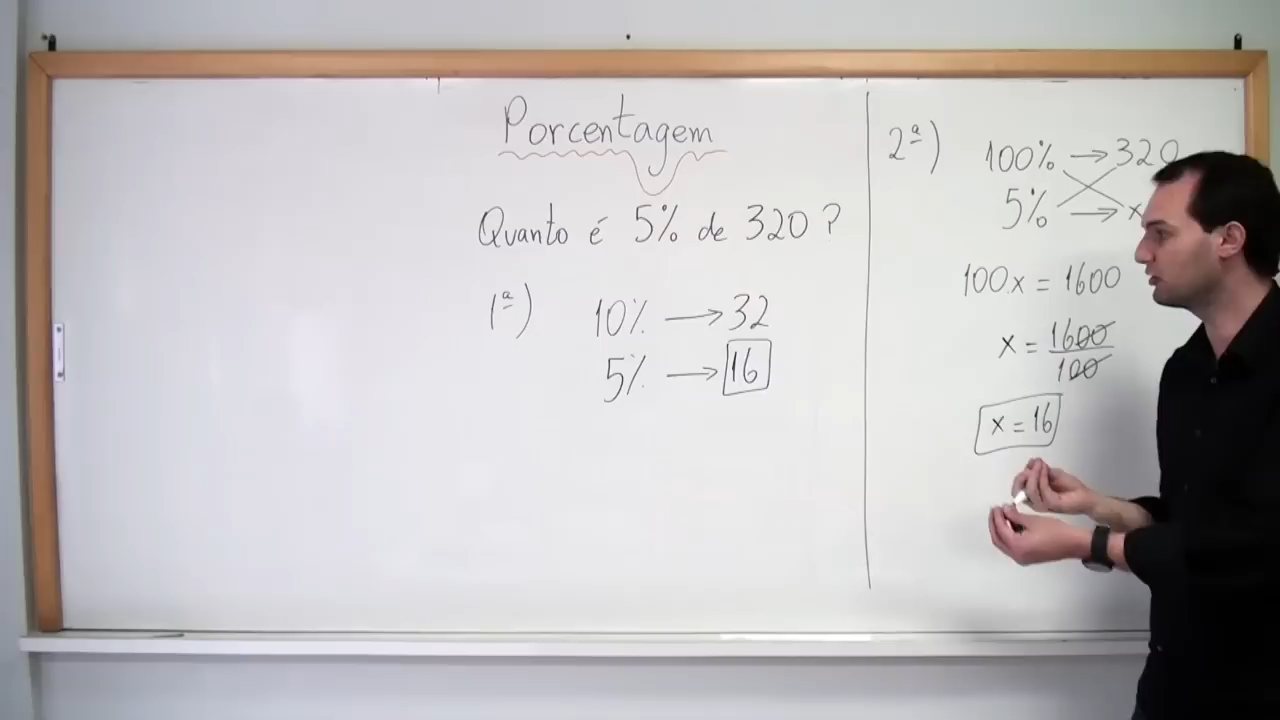 Porcentagem
Quanto é 5% de 320?
1ª) 10% → 32
5% → 16
2ª) 100% → 320
5% → x
100x = 1600
x = 1600/100
x = 16